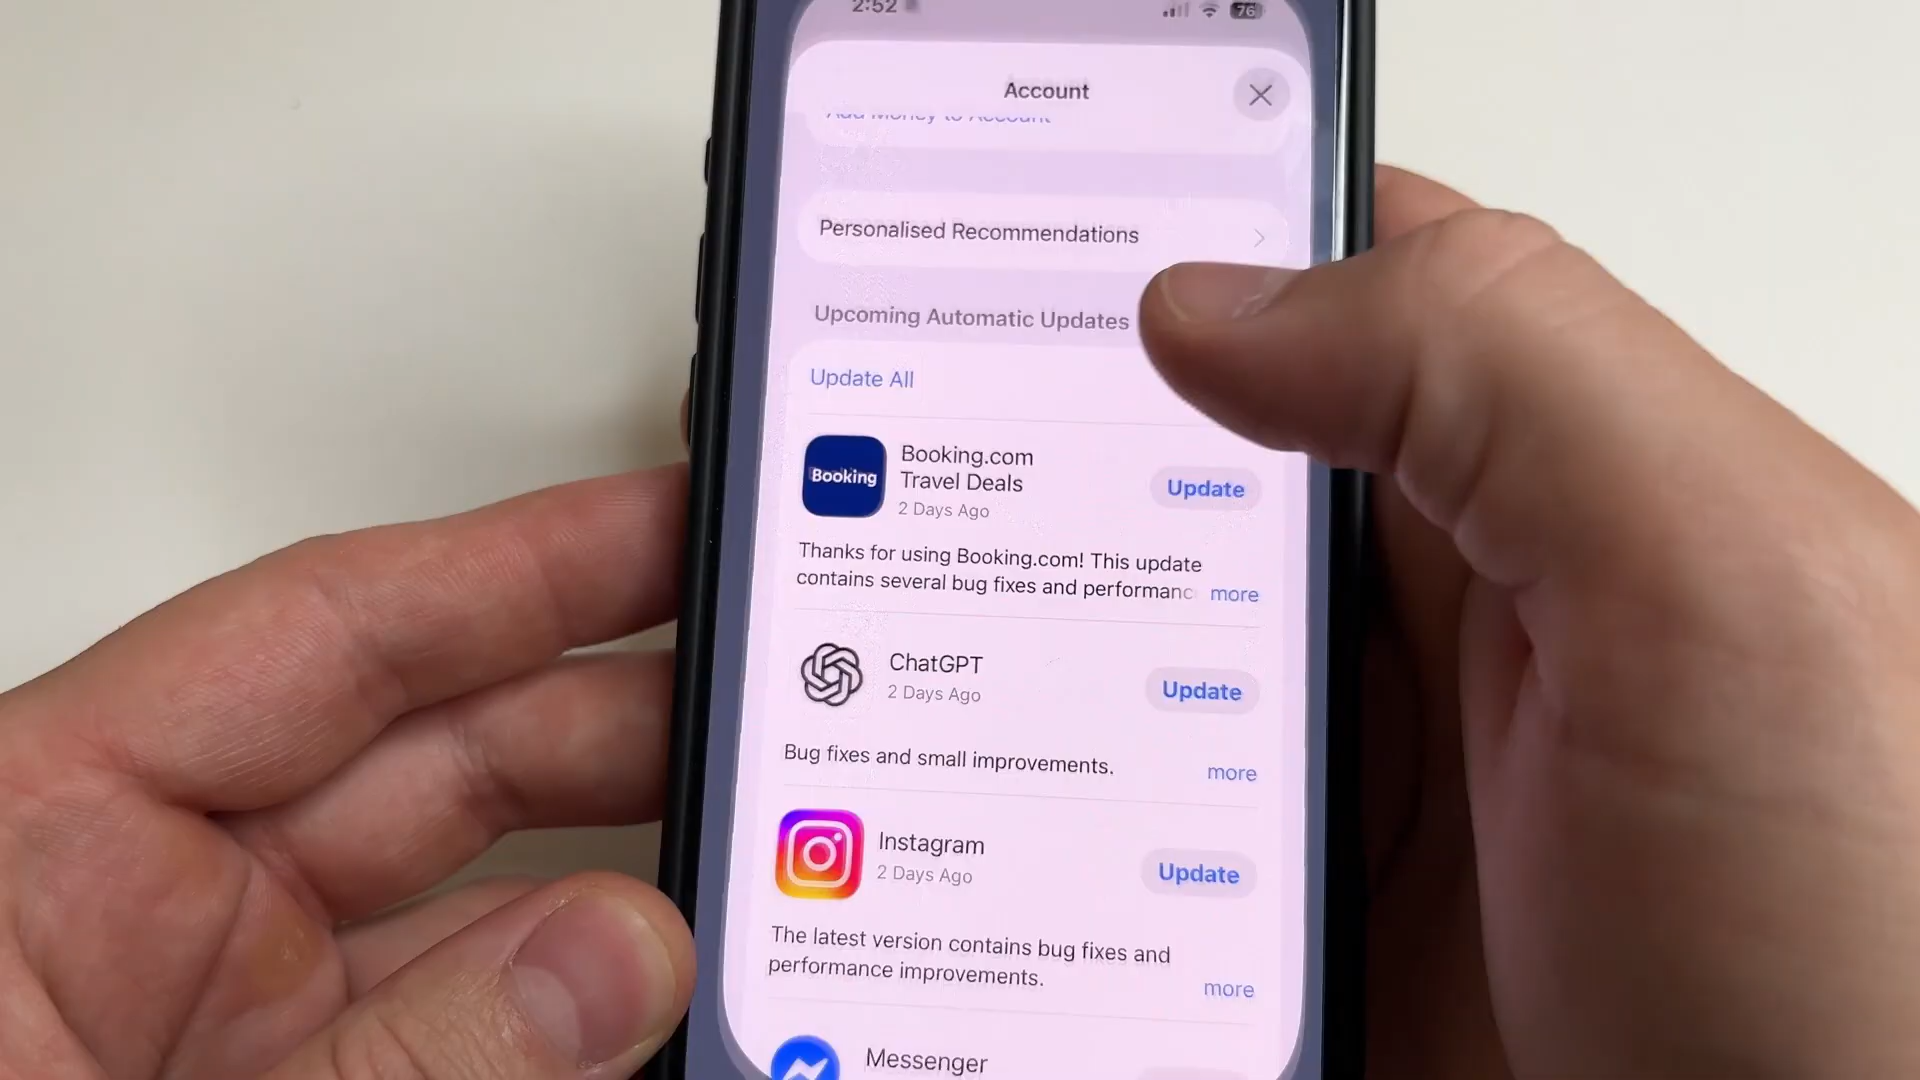 2:52
76
Account
Add Money to Account
Personalised Recommendations
Upcoming Automatic Updates
Update All
Booking
Booking.com
Travel Deals
2 Days Ago
Update
Thanks for using Booking.com! This update
contains several bug fixes and performanc more
ChatGPT
2 Days Ago
Update
Bug fixes and small improvements.
more
Instagram
2 Days Ago
Update
The latest version contains bug fixes and
performance improvements.
more
Messenger